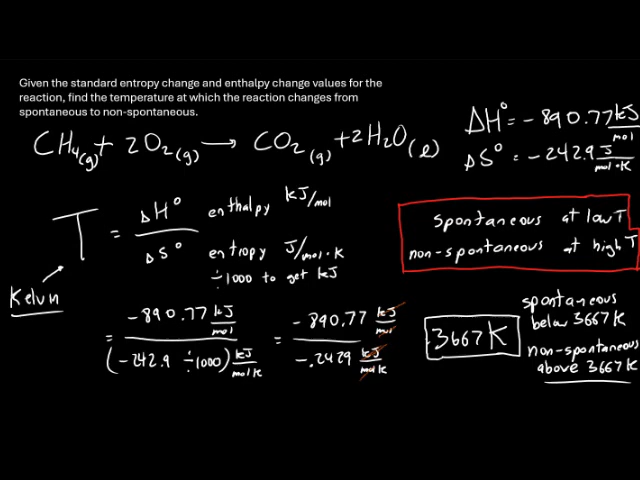 Given the standard entropy change and enthalpy change values for the
reaction, find the temperature at which the reaction changes from
spontaneous to non-spontaneous.
CH₄(g) + 2O₂(g) → CO₂(g) + 2H₂O(l)
ΔH° = -890.77 kJ/mol
ΔS° = -242.9 J/mol·K
T = ΔH°/ΔS°
enthalpy kJ/mol
entropy J/mol·K
÷1000 to get kJ
Kelvin
spontaneous at low T
non-spontaneous at high T
= -890.77 kJ/mol / (-242.9 ÷1000) kJ/mol K = -890.77 kJ/mol / -.2429 kJ/mol K
3667 K
spontaneous
below 3667K
non-spontaneous
above 3667K